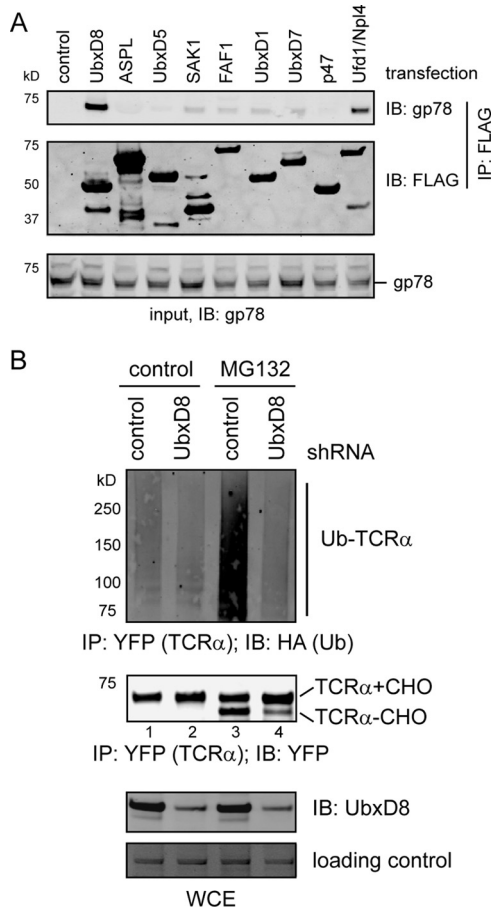 A
control
UbxD8
ASPL
UbxD5
SAK1
FAF1
UbxD1
UbxD7
p47
Ufd1/Npl4
transfection
kD
75
IB: gp78
75
50
37
IB: FLAG
IP: FLAG
75
gp78
input, IB: gp78
B
control MG132
control
UbxD8
control
UbxD8
shRNA
kD
250
150
100
75
Ub-TCRα
IP: YFP (TCRα); IB: HA (Ub)
75
TCRα+CHO
TCRα-CHO
1 2 3 4
IP: YFP (TCRα); IB: YFP
IB: UbxD8
loading control
WCE